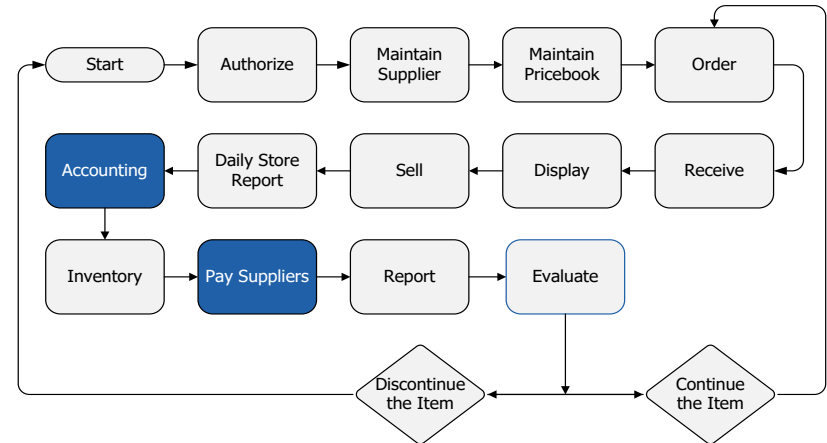 Start
Authorize
Maintain
Supplier
Maintain
Pricebook
Order
Accounting
Daily Store
Report
Sell
Display
Receive
Inventory
Pay Suppliers
Report
Evaluate
Discontinue
the Item
Continue
the Item